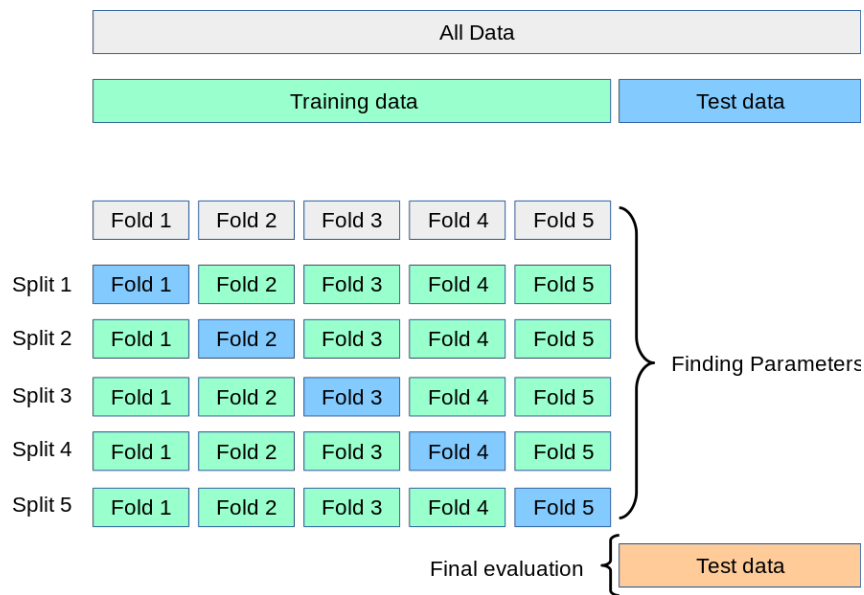 All Data
Training data Test data
Fold 1 Fold 2 Fold 3 Fold 4 Fold 5
Split 1 Fold 1 Fold 2 Fold 3 Fold 4 Fold 5
Split 2 Fold 1 Fold 2 Fold 3 Fold 4 Fold 5
Finding Parameters
Split 3 Fold 1 Fold 2 Fold 3 Fold 4 Fold 5
Split 4 Fold 1 Fold 2 Fold 3 Fold 4 Fold 5
Split 5 Fold 1 Fold 2 Fold 3 Fold 4 Fold 5
Final evaluation Test data